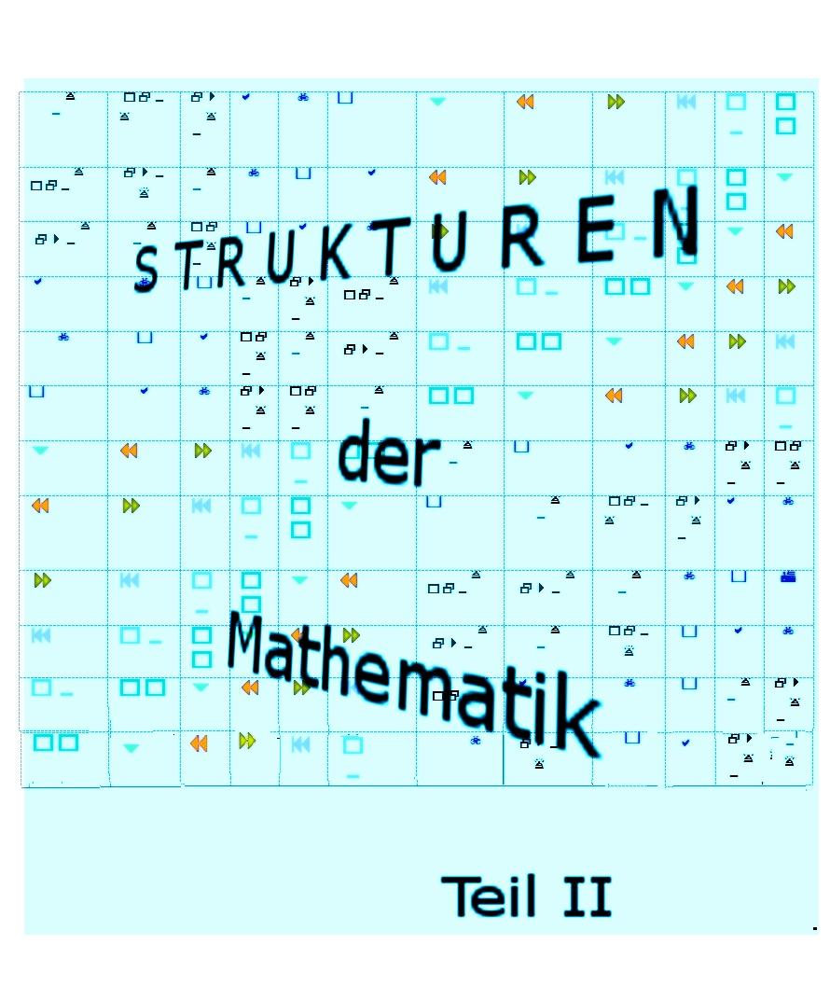 STRUKTUREN
der
Mathematik
Teil II